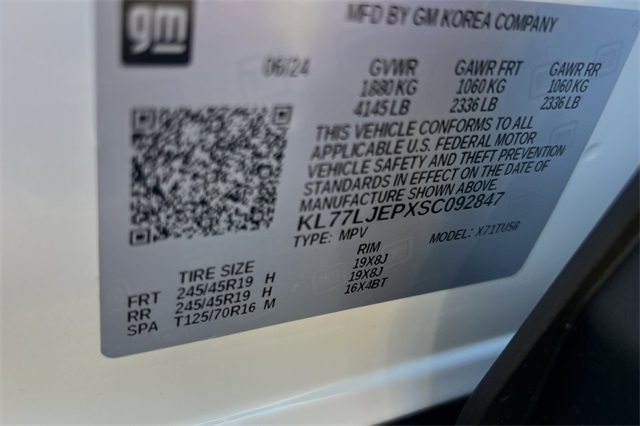 gm
MFD BY GM KOREA COMPANY
06/24 GVWR GAWR FRT GAWR RR
1880 KG 1060 KG 1060 KG
4145 LB 2336 LB 2336 LB
THIS VEHICLE CONFORMS TO ALL
APPLICABLE U.S. FEDERAL MOTOR
VEHICLE SAFETY AND THEFT PREVENTION
STANDARDS IN EFFECT ON THE DATE OF
MANUFACTURE SHOWN ABOVE.
KL77LJEPXSC092847
TYPE: MPV MODEL: X71TU58
TIRE SIZE RIM
FRT 245/45R19 H 19X8J
RR 245/45R19 H 19X8J
SPA T125/70R16 M 16X4BT